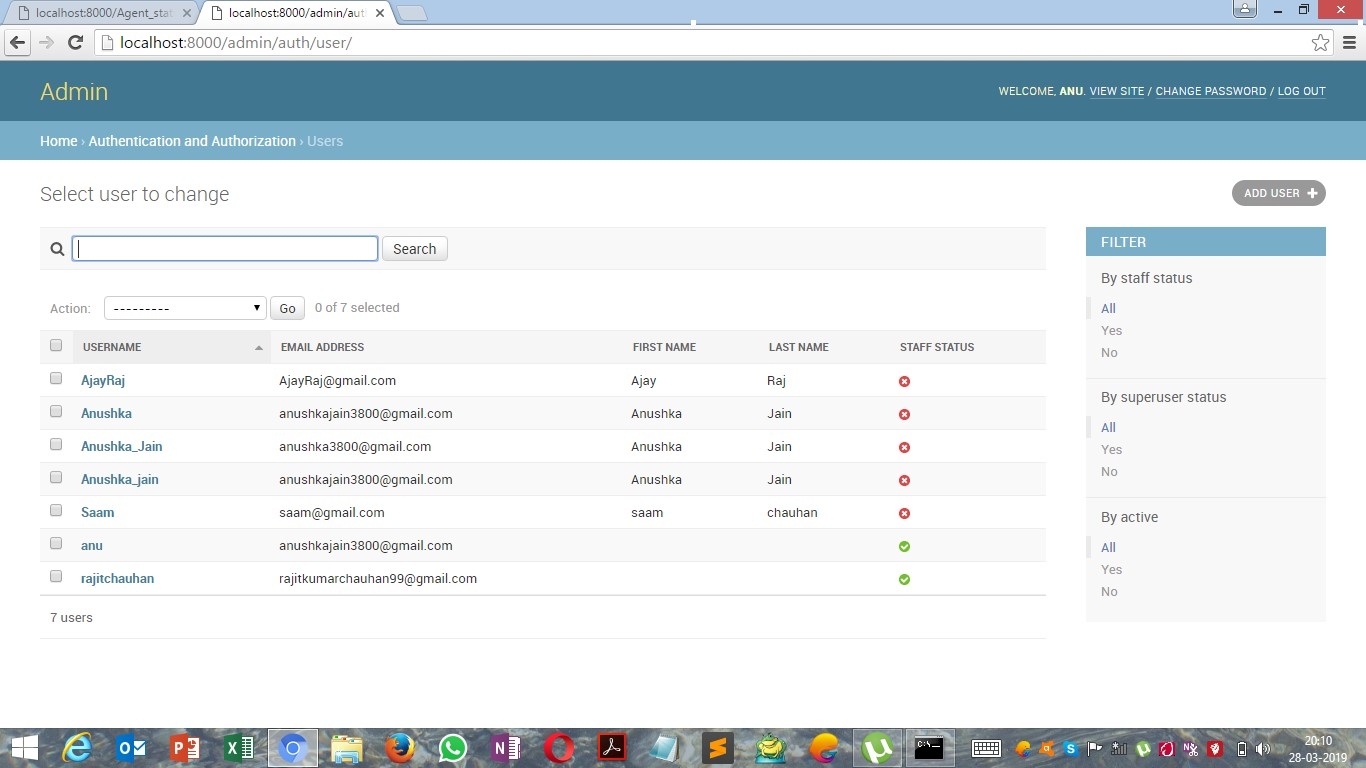 localhost:8000/Agent_stat
localhost:8000/admin/aut
localhost:8000/admin/auth/user/
Admin
WELCOME, ANU. VIEW SITE / CHANGE PASSWORD / LOG OUT
Home › Authentication and Authorization › Users
Select user to change
ADD USER +
Search
FILTER
By staff status
All
Yes
No
By superuser status
All
Yes
No
By active
All
Yes
No
Action: --------- Go 0 of 7 selected
USERNAME EMAIL ADDRESS FIRST NAME LAST NAME STAFF STATUS
AjayRaj AjayRaj@gmail.com Ajay Raj
Anushka anushkajain3800@gmail.com Anushka Jain
Anushka_Jain anushka3800@gmail.com Anushka Jain
Anushka_jain anushkajain3800@gmail.com Anushka Jain
Saam saam@gmail.com saam chauhan
anu anushkajain3800@gmail.com
rajitchauhan rajitkumarchauhan99@gmail.com
7 users
20:10
28-03-2019